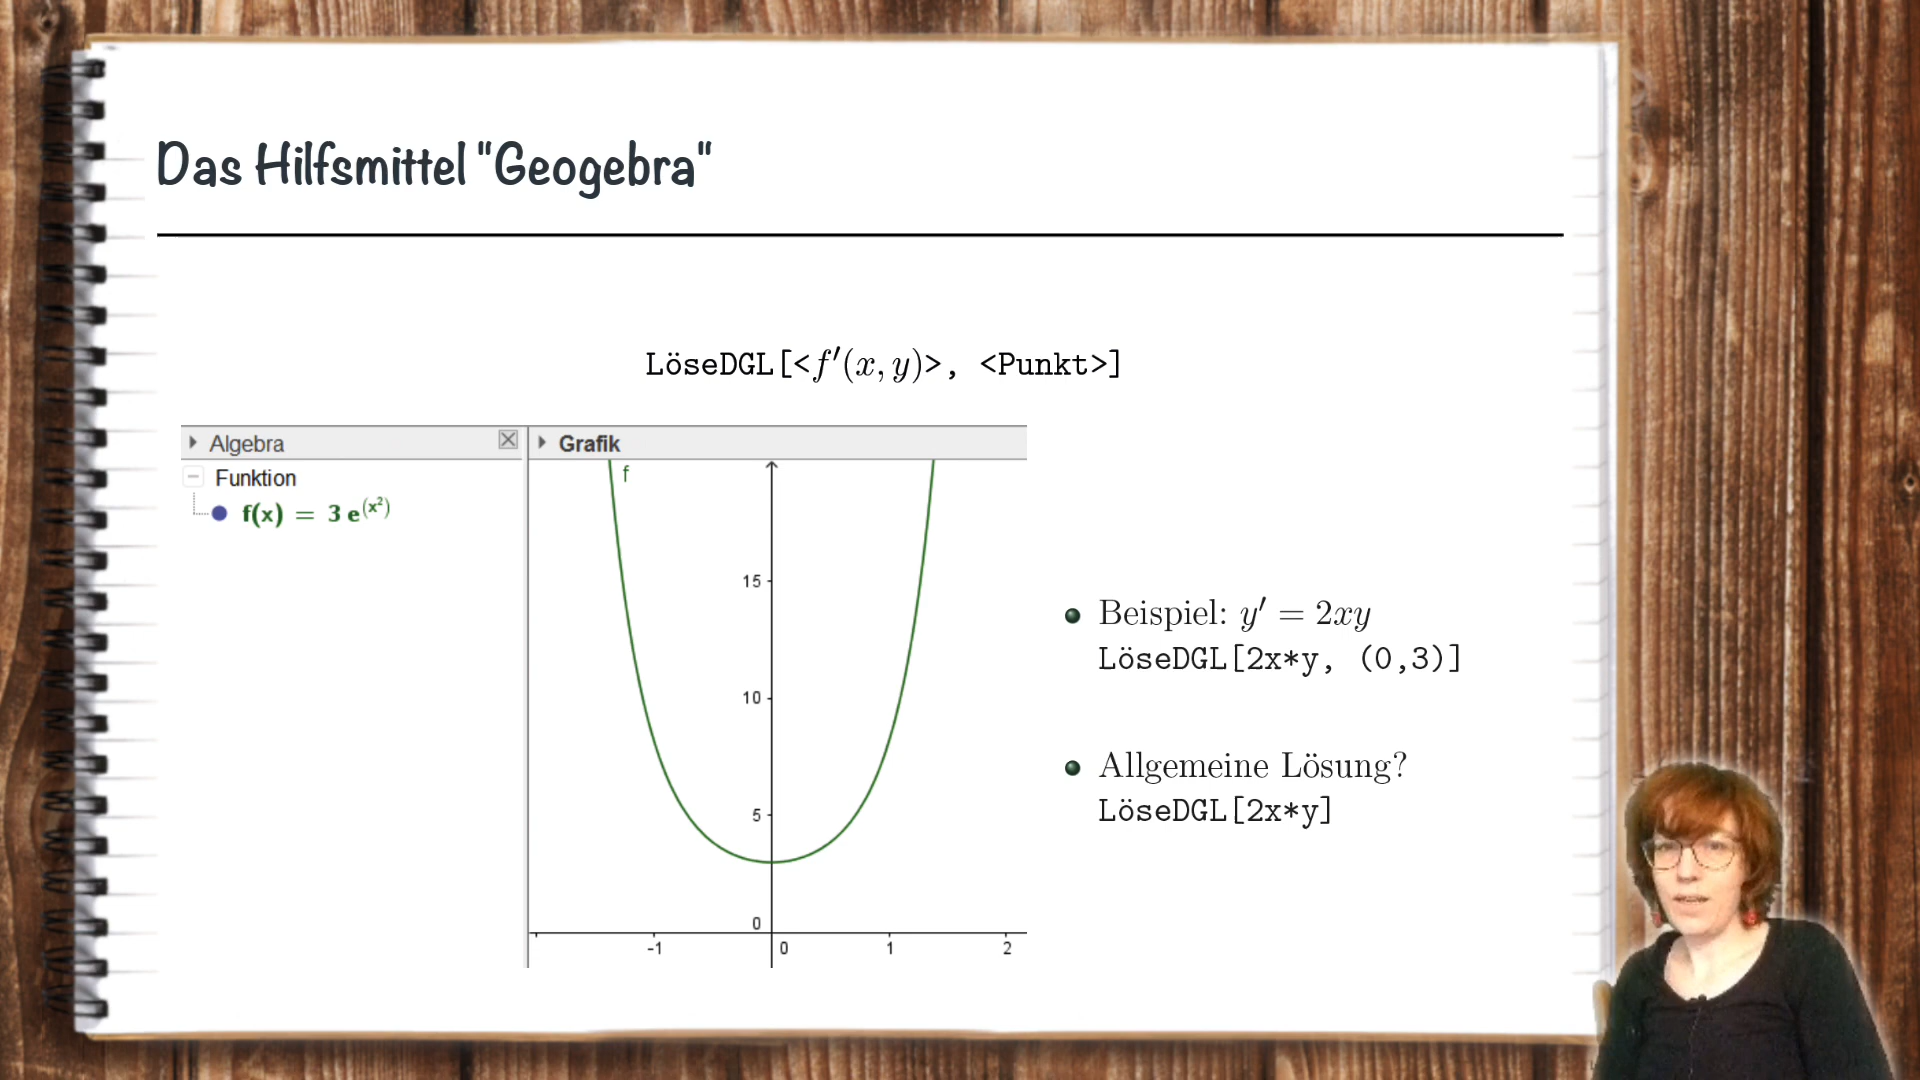 Das Hilfsmittel "Geogebra"
LöseDGL[<f′(x, y)>, <Punkt>]
Algebra
Grafik
Funktion
f(x) = 3 e^(x²)
f
15
10
5
0
-1
0
1
2
Beispiel: y′ = 2xy
LöseDGL[2x*y, (0,3)]
Allgemeine Lösung?
LöseDGL[2x*y]